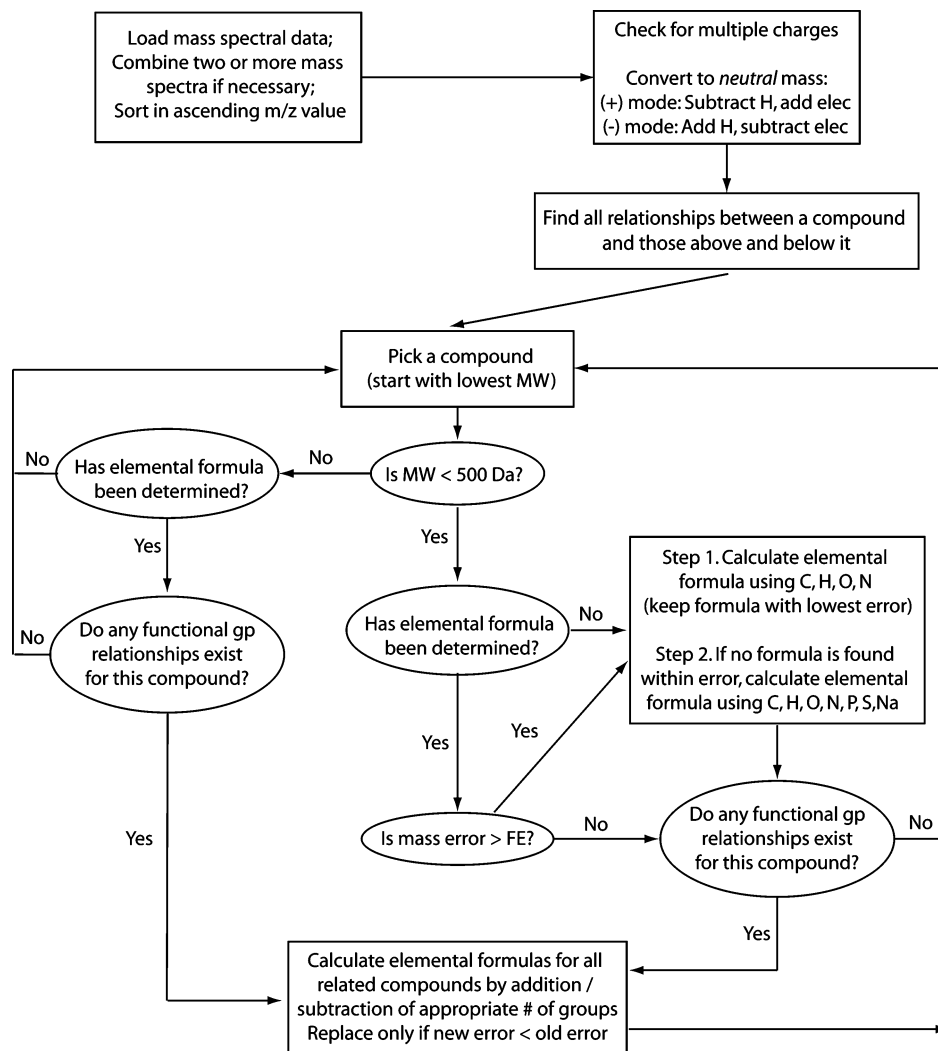 Load mass spectral data;
Combine two or more mass
spectra if necessary;
Sort in ascending m/z value
Check for multiple charges
Convert to neutral mass:
(+) mode: Subtract H, add elec
(-) mode: Add H, subtract elec
Find all relationships between a compound
and those above and below it
Pick a compound
(start with lowest MW)
Is MW < 500 Da?
No
Has elemental formula
been determined?
No
Yes
Do any functional gp
relationships exist
for this compound?
No
Yes
Yes
Has elemental formula
been determined?
No
Yes
Is mass error > FE?
Yes
No
Step 1. Calculate elemental
formula using C, H, O, N
(keep formula with lowest error)
Step 2. If no formula is found
within error, calculate elemental
formula using C, H, O, N, P, S,Na
Do any functional gp
relationships exist
for this compound?
No
Yes
Calculate elemental formulas for all
related compounds by addition /
subtraction of appropriate # of groups
Replace only if new error < old error